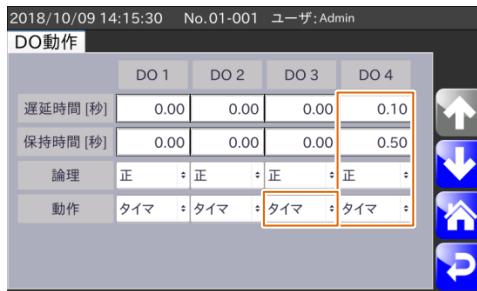 2018/10/09 14:15:30 No.01-001 ユーザ:Admin
DO動作
DO 1 DO 2 DO 3 DO 4
遅延時間 [秒] 0.00 0.00 0.00 0.10
保持時間 [秒] 0.00 0.00 0.00 0.50
論理 正 正 正 正
動作 タイマ タイマ タイマ タイマ